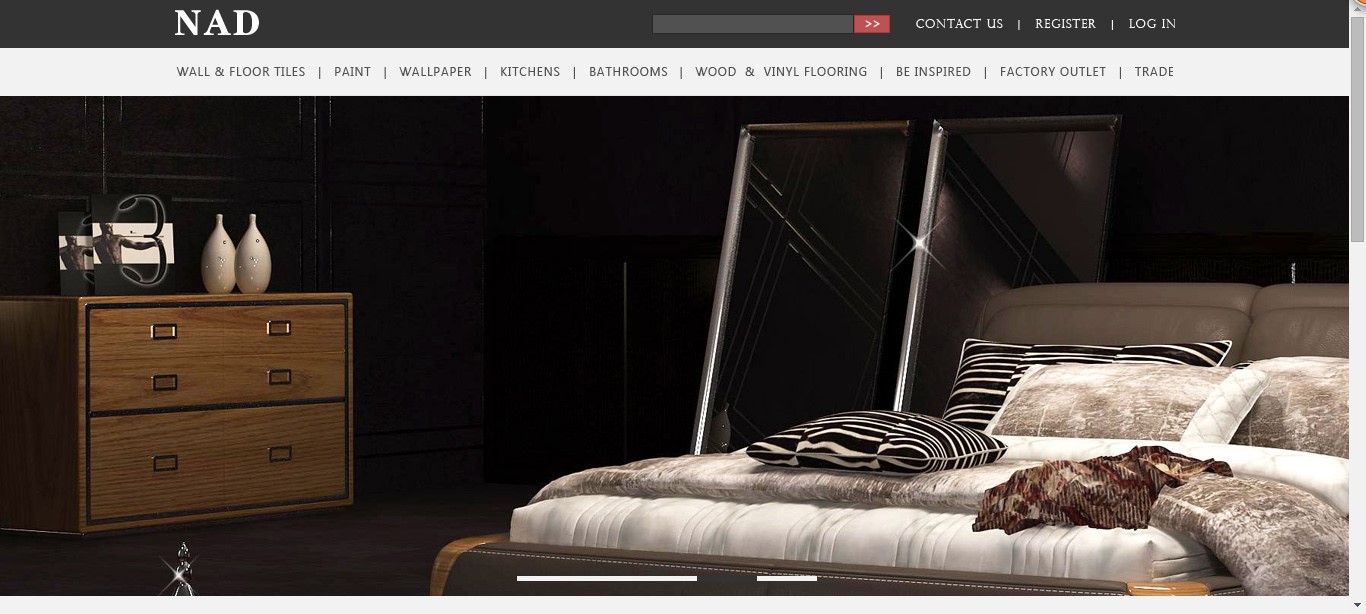 NAD
>> CONTACT US | REGISTER | LOG IN
WALL & FLOOR TILES | PAINT | WALLPAPER | KITCHENS | BATHROOMS | WOOD & VINYL FLOORING | BE INSPIRED | FACTORY OUTLET | TRADE